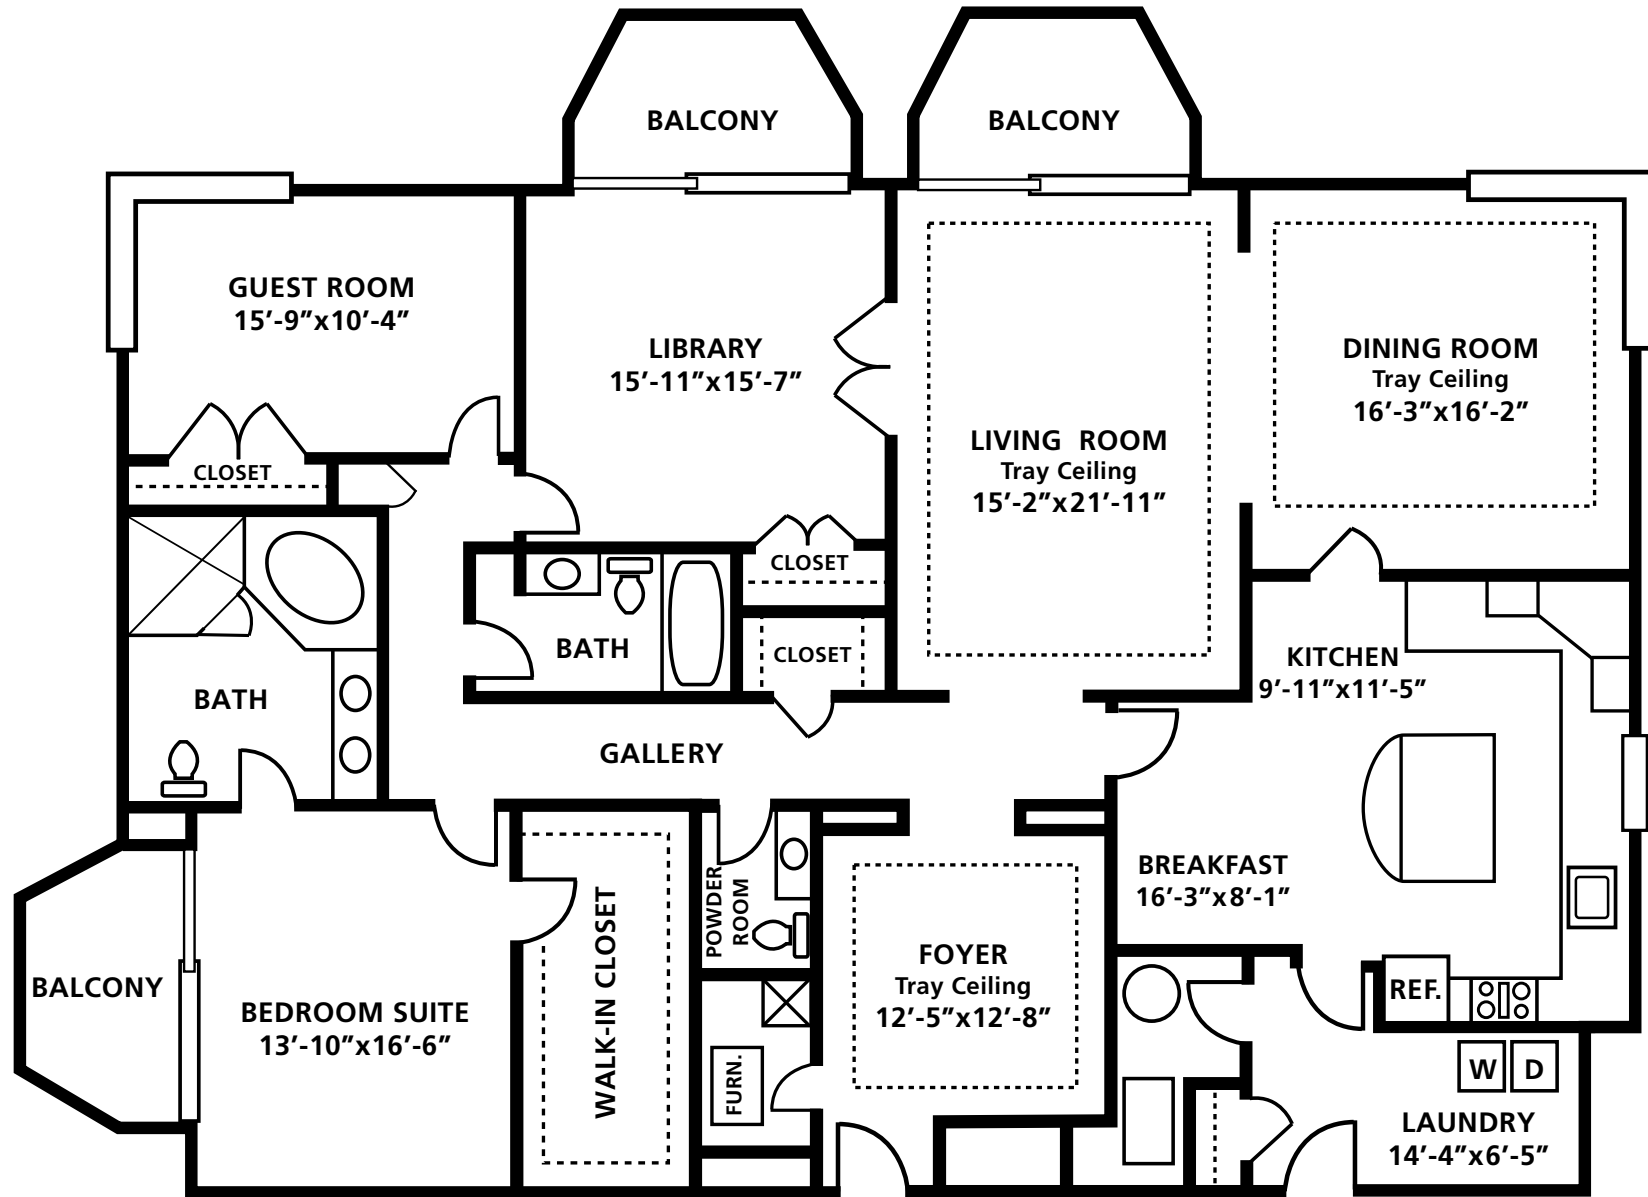 BALCONY
BALCONY
GUEST ROOM
15’-9”x10’-4”
LIBRARY
15’-11”x15’-7”
DINING ROOM
Tray Ceiling
16’-3”x16’-2”
LIVING ROOM
Tray Ceiling
15’-2”x21’-11”
CLOSET
CLOSET
CLOSET
BATH
BATH
KITCHEN
9’-11”x11’-5”
GALLERY
BREAKFAST
16’-3”x8’-1”
POWDER
ROOM
WALK-IN CLOSET
FOYER
Tray Ceiling
12’-5”x12’-8”
BALCONY
BEDROOM SUITE
13’-10”x16’-6”
REF.
FURN.
W
D
LAUNDRY
14’-4”x6’-5”